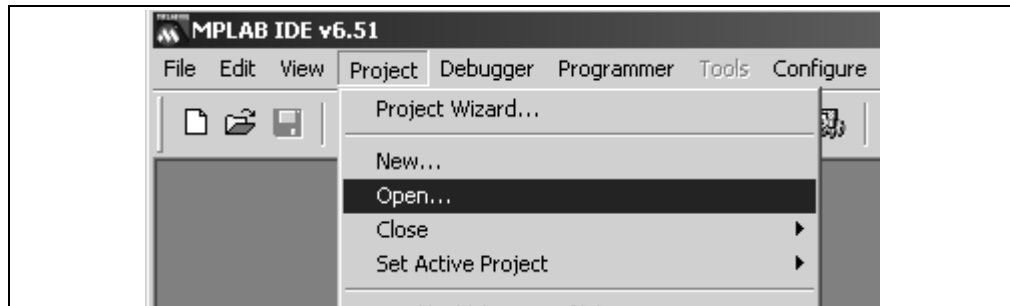 MPLAB IDE v6.51
File Edit View Project Debugger Programmer Tools Configure
Project Wizard...
New...
Open...
Close
Set Active Project